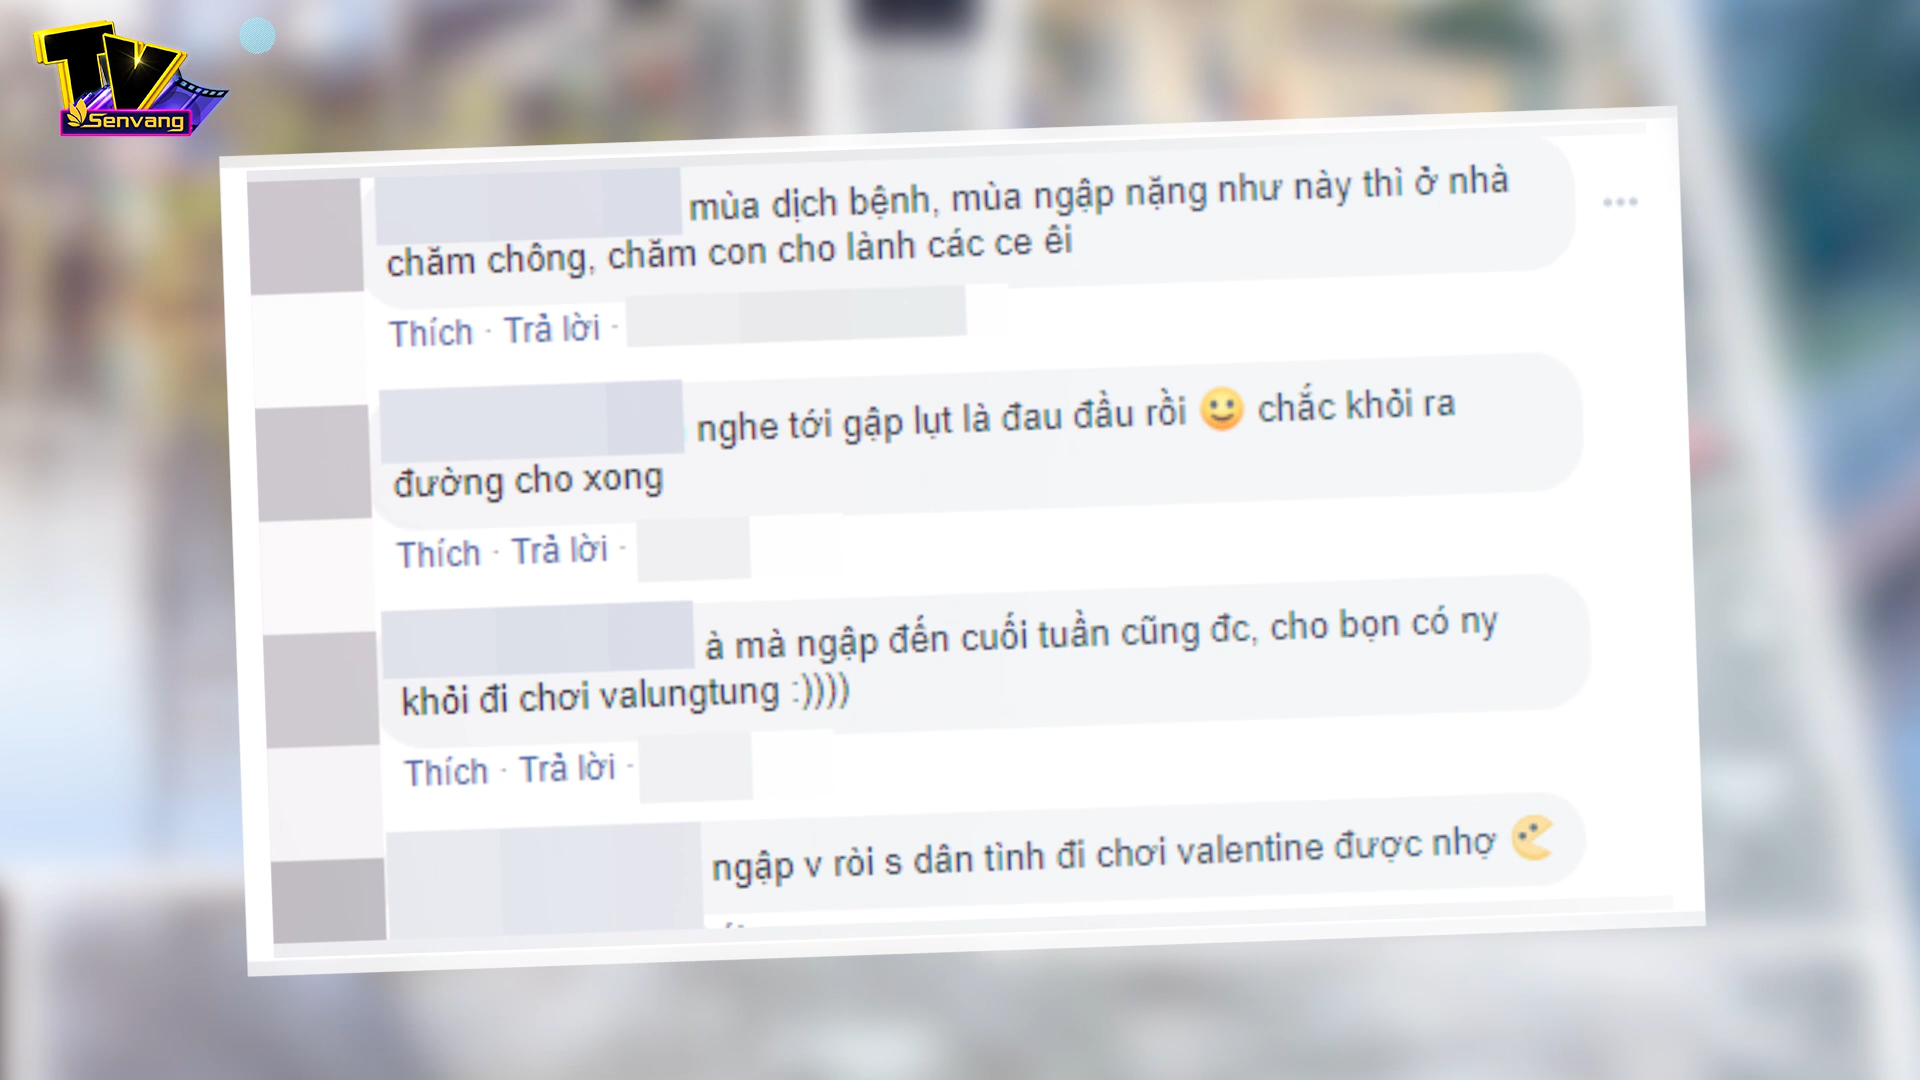 TV
Senvang
mùa dịch bệnh, mùa ngập nặng như này thì ở nhà
chăm chông, chăm con cho lành các ce êi
Thích · Trả lời ·
nghe tới gập lụt là đau đầu rồi 🙂 chắc khỏi ra
đường cho xong
Thích · Trả lời ·
à mà ngập đến cuối tuần cũng đc, cho bọn có ny
khỏi đi chơi valungtung :))))
Thích · Trả lời ·
ngập v ròi s dân tình đi chơi valentine được nhợ